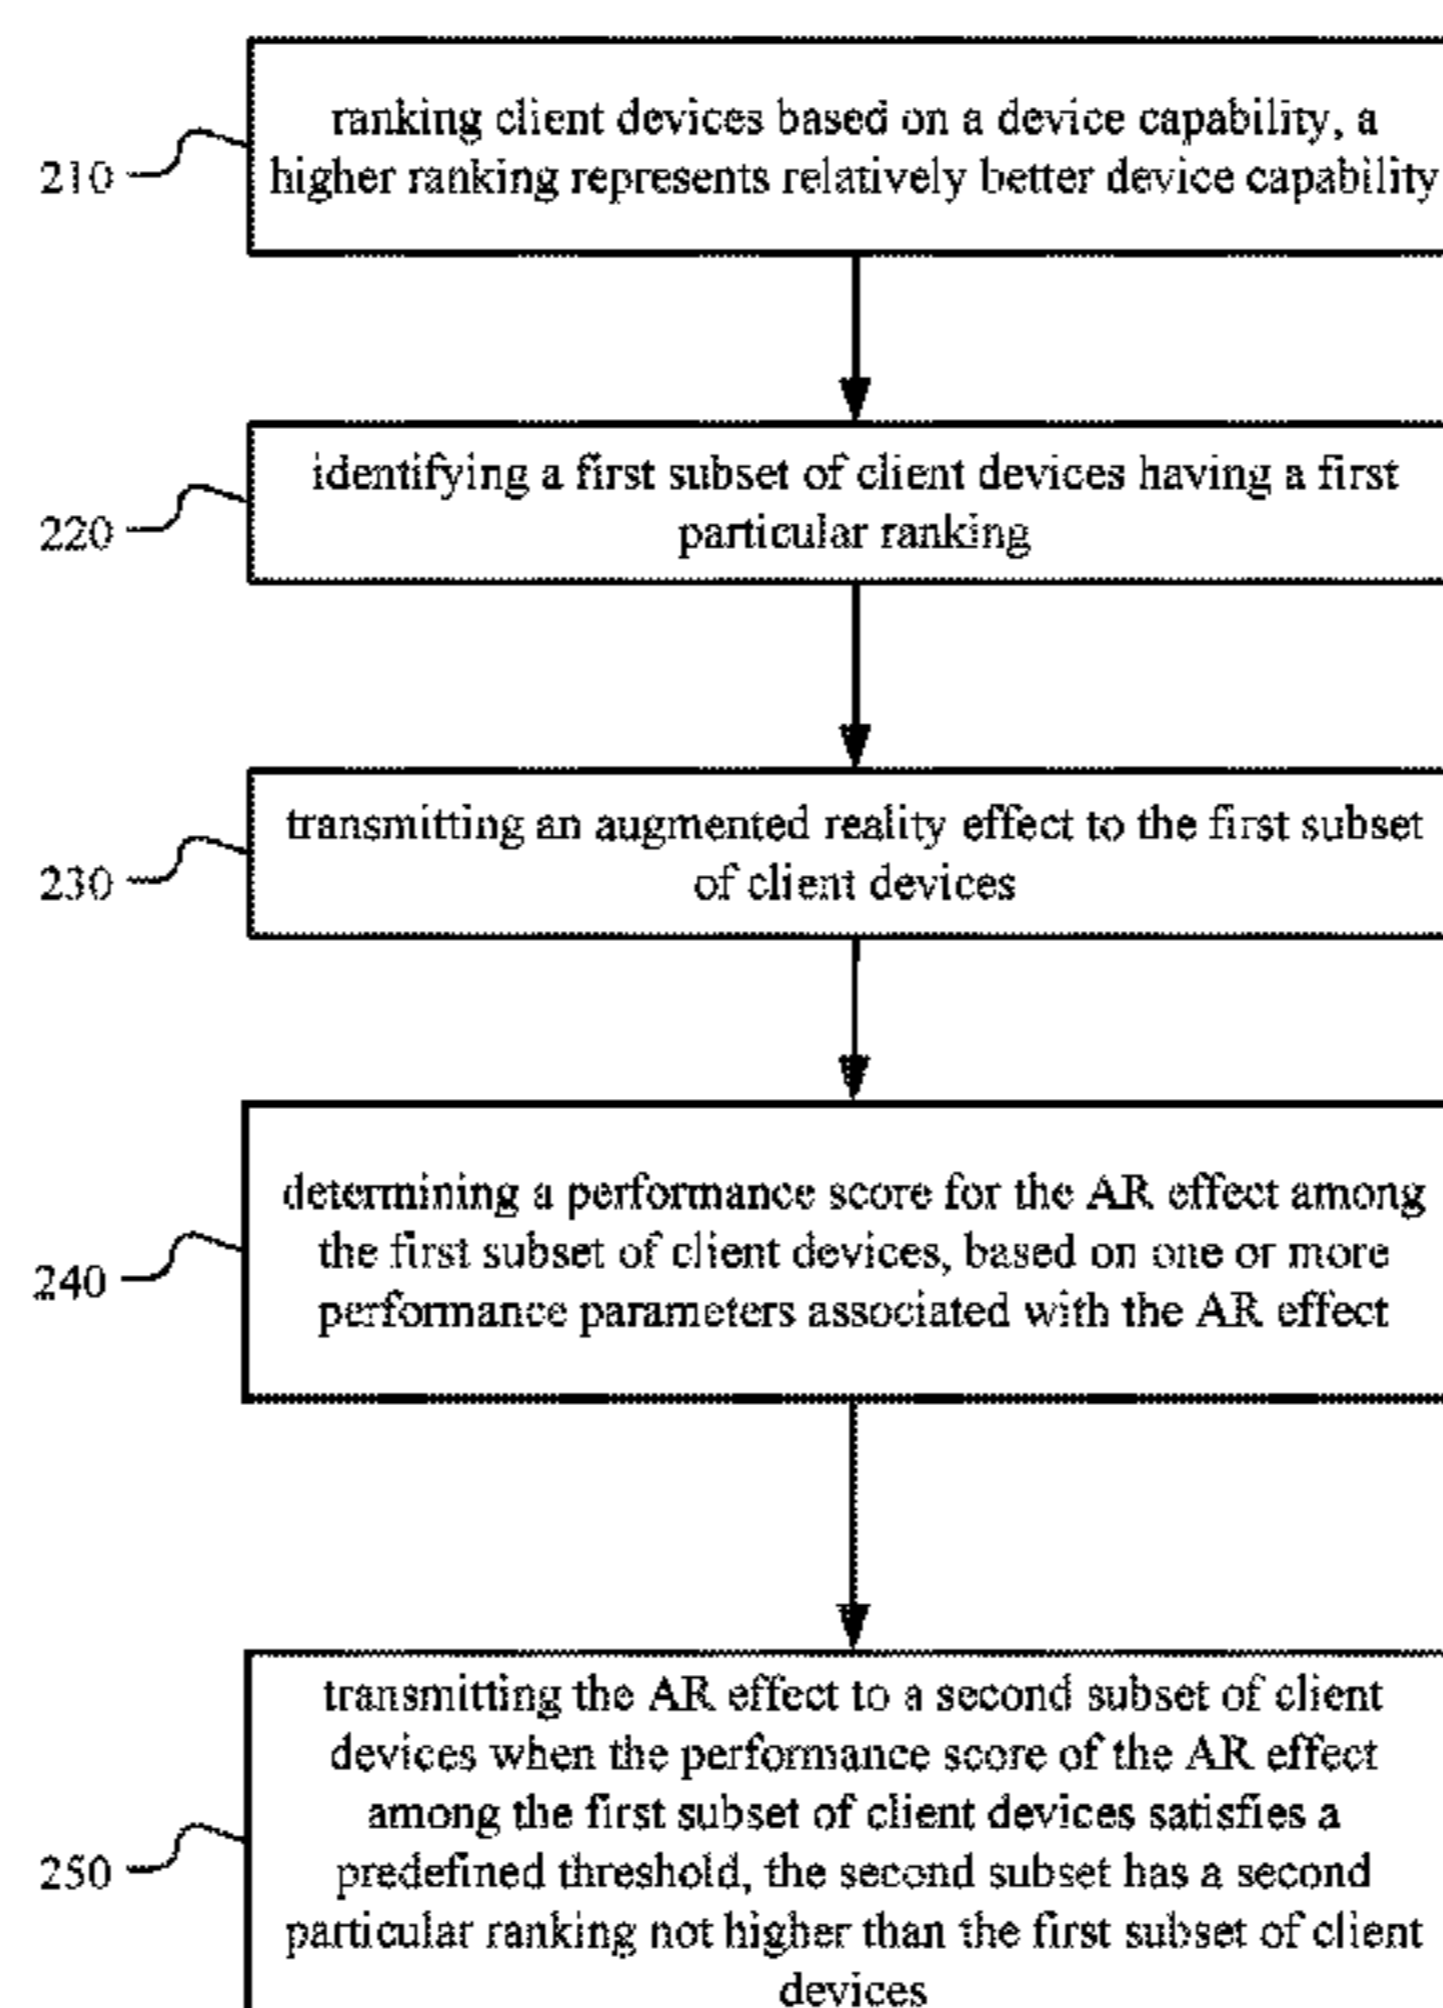 ranking client devices based on a device capability, a
210
higher ranking represents relatively better device capability
identifying a first subset of client devices having a first
220
particular ranking
transmitting an augmented reality effect to the first subset
230
of client devices
determining a performance score for the AR effect among
the first subset of client devices, based on one or more
240
performance parameters associated with the AR effect
transmitting the AR effect to a second subset of client
devices when the performance score of the AR effect
among the first subset of client devices satisfies a
250
predefined threshold, the second subset has a second
particular ranking not higher than the first subset of client
devices